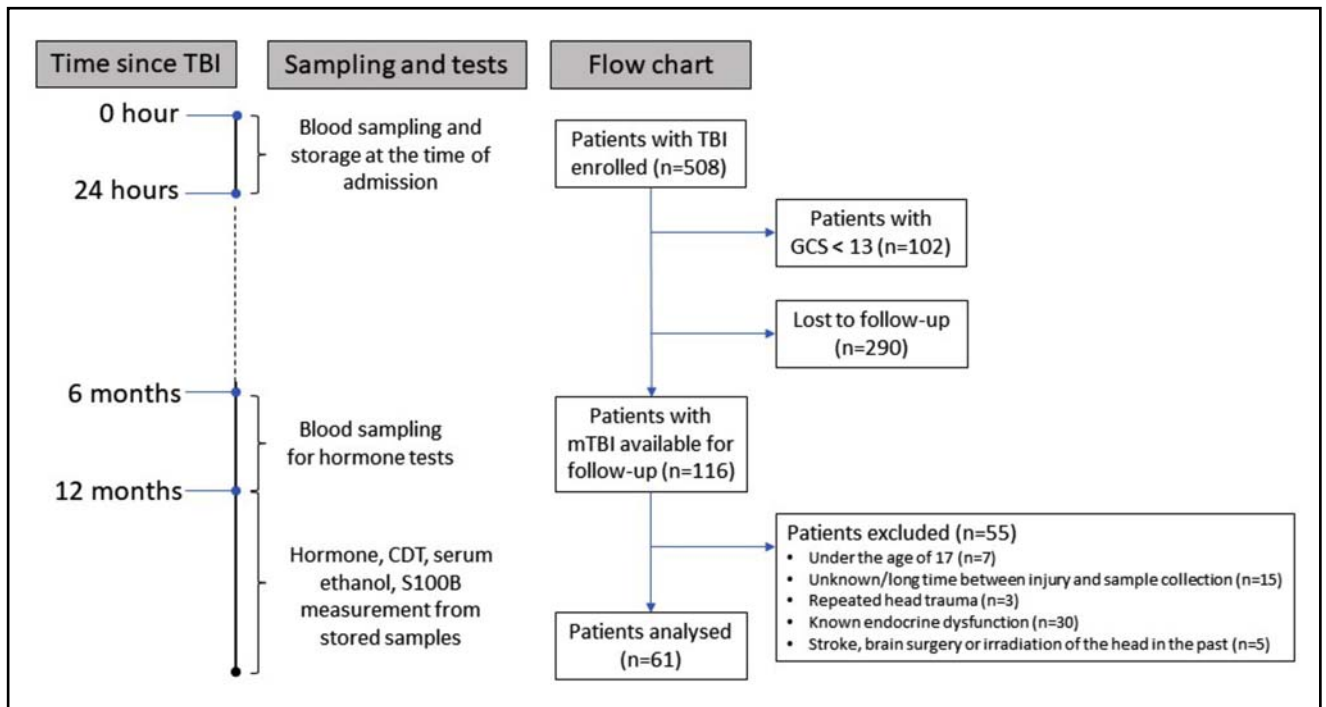 Time since TBI
Sampling and tests
Flow chart
0 hour
24 hours
6 months
12 months
Blood sampling and
storage at the time of
admission
Blood sampling
for hormone tests
Hormone, CDT, serum
ethanol, S100B
measurement from
stored samples
Patients with TBI
enrolled (n=508)
Patients with
GCS < 13 (n=102)
Lost to follow-up
(n=290)
Patients with
mTBI available for
follow-up (n=116)
Patients excluded (n=55)
• Under the age of 17 (n=7)
• Unknown/long time between injury and sample collection (n=15)
• Repeated head trauma (n=3)
• Known endocrine dysfunction (n=30)
• Stroke, brain surgery or irradiation of the head in the past (n=5)
Patients analysed
(n=61)